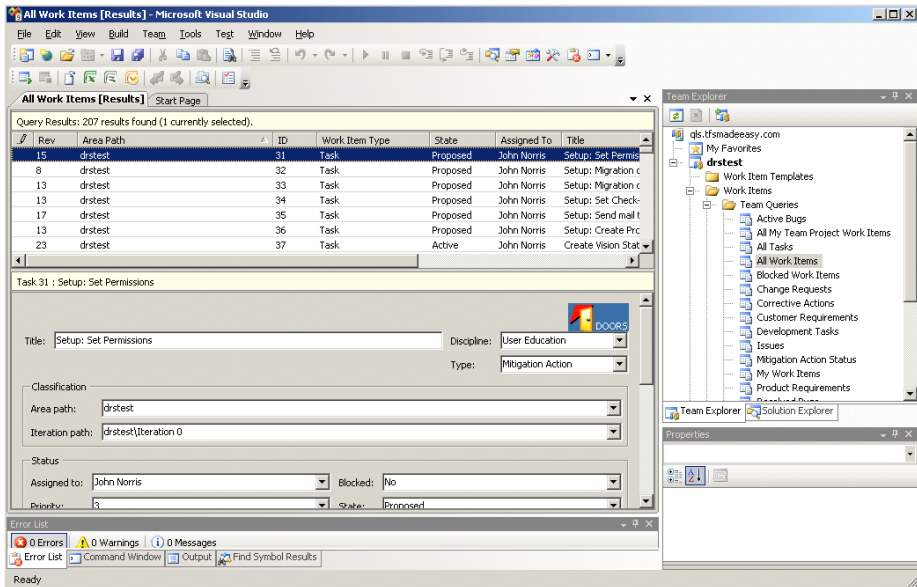 All Work Items [Results] - Microsoft Visual Studio
File Edit View Build Team Tools Test Window Help
All Work Items [Results] Start Page
Query Results: 207 results found (1 currently selected).
Rev Area Path ID Work Item Type State Assigned To Title
15 drstest 31 Task Proposed John Norris Setup: Set Permis
8 drstest 32 Task Proposed John Norris Setup: Migration o
13 drstest 33 Task Proposed John Norris Setup: Migration o
13 drstest 34 Task Proposed John Norris Setup: Set Check-
17 drstest 35 Task Proposed John Norris Setup: Send mail t
13 drstest 36 Task Proposed John Norris Setup: Create Pro
23 drstest 37 Task Active John Norris Create Vision Stat
Task 31 : Setup: Set Permissions
DOORS
Title: Setup: Set Permissions Discipline: User Education
Type: Mitigation Action
Classification
Area path: drstest
Iteration path: drstest\Iteration 0
Status
Assigned to: John Norris Blocked: No
Priority: 3 State: Proposed
Error List
0 Errors 0 Warnings 0 Messages
Error List Command Window Output Find Symbol Results
Ready
Team Explorer
qls.tfsmadeeasy.com
My Favorites
drstest
Work Item Templates
Work Items
Team Queries
Active Bugs
All My Team Project Work Items
All Tasks
All Work Items
Blocked Work Items
Change Requests
Corrective Actions
Customer Requirements
Development Tasks
Issues
Mitigation Action Status
My Work Items
Product Requirements
Resolved Bugs
Team Explorer Solution Explorer
Properties